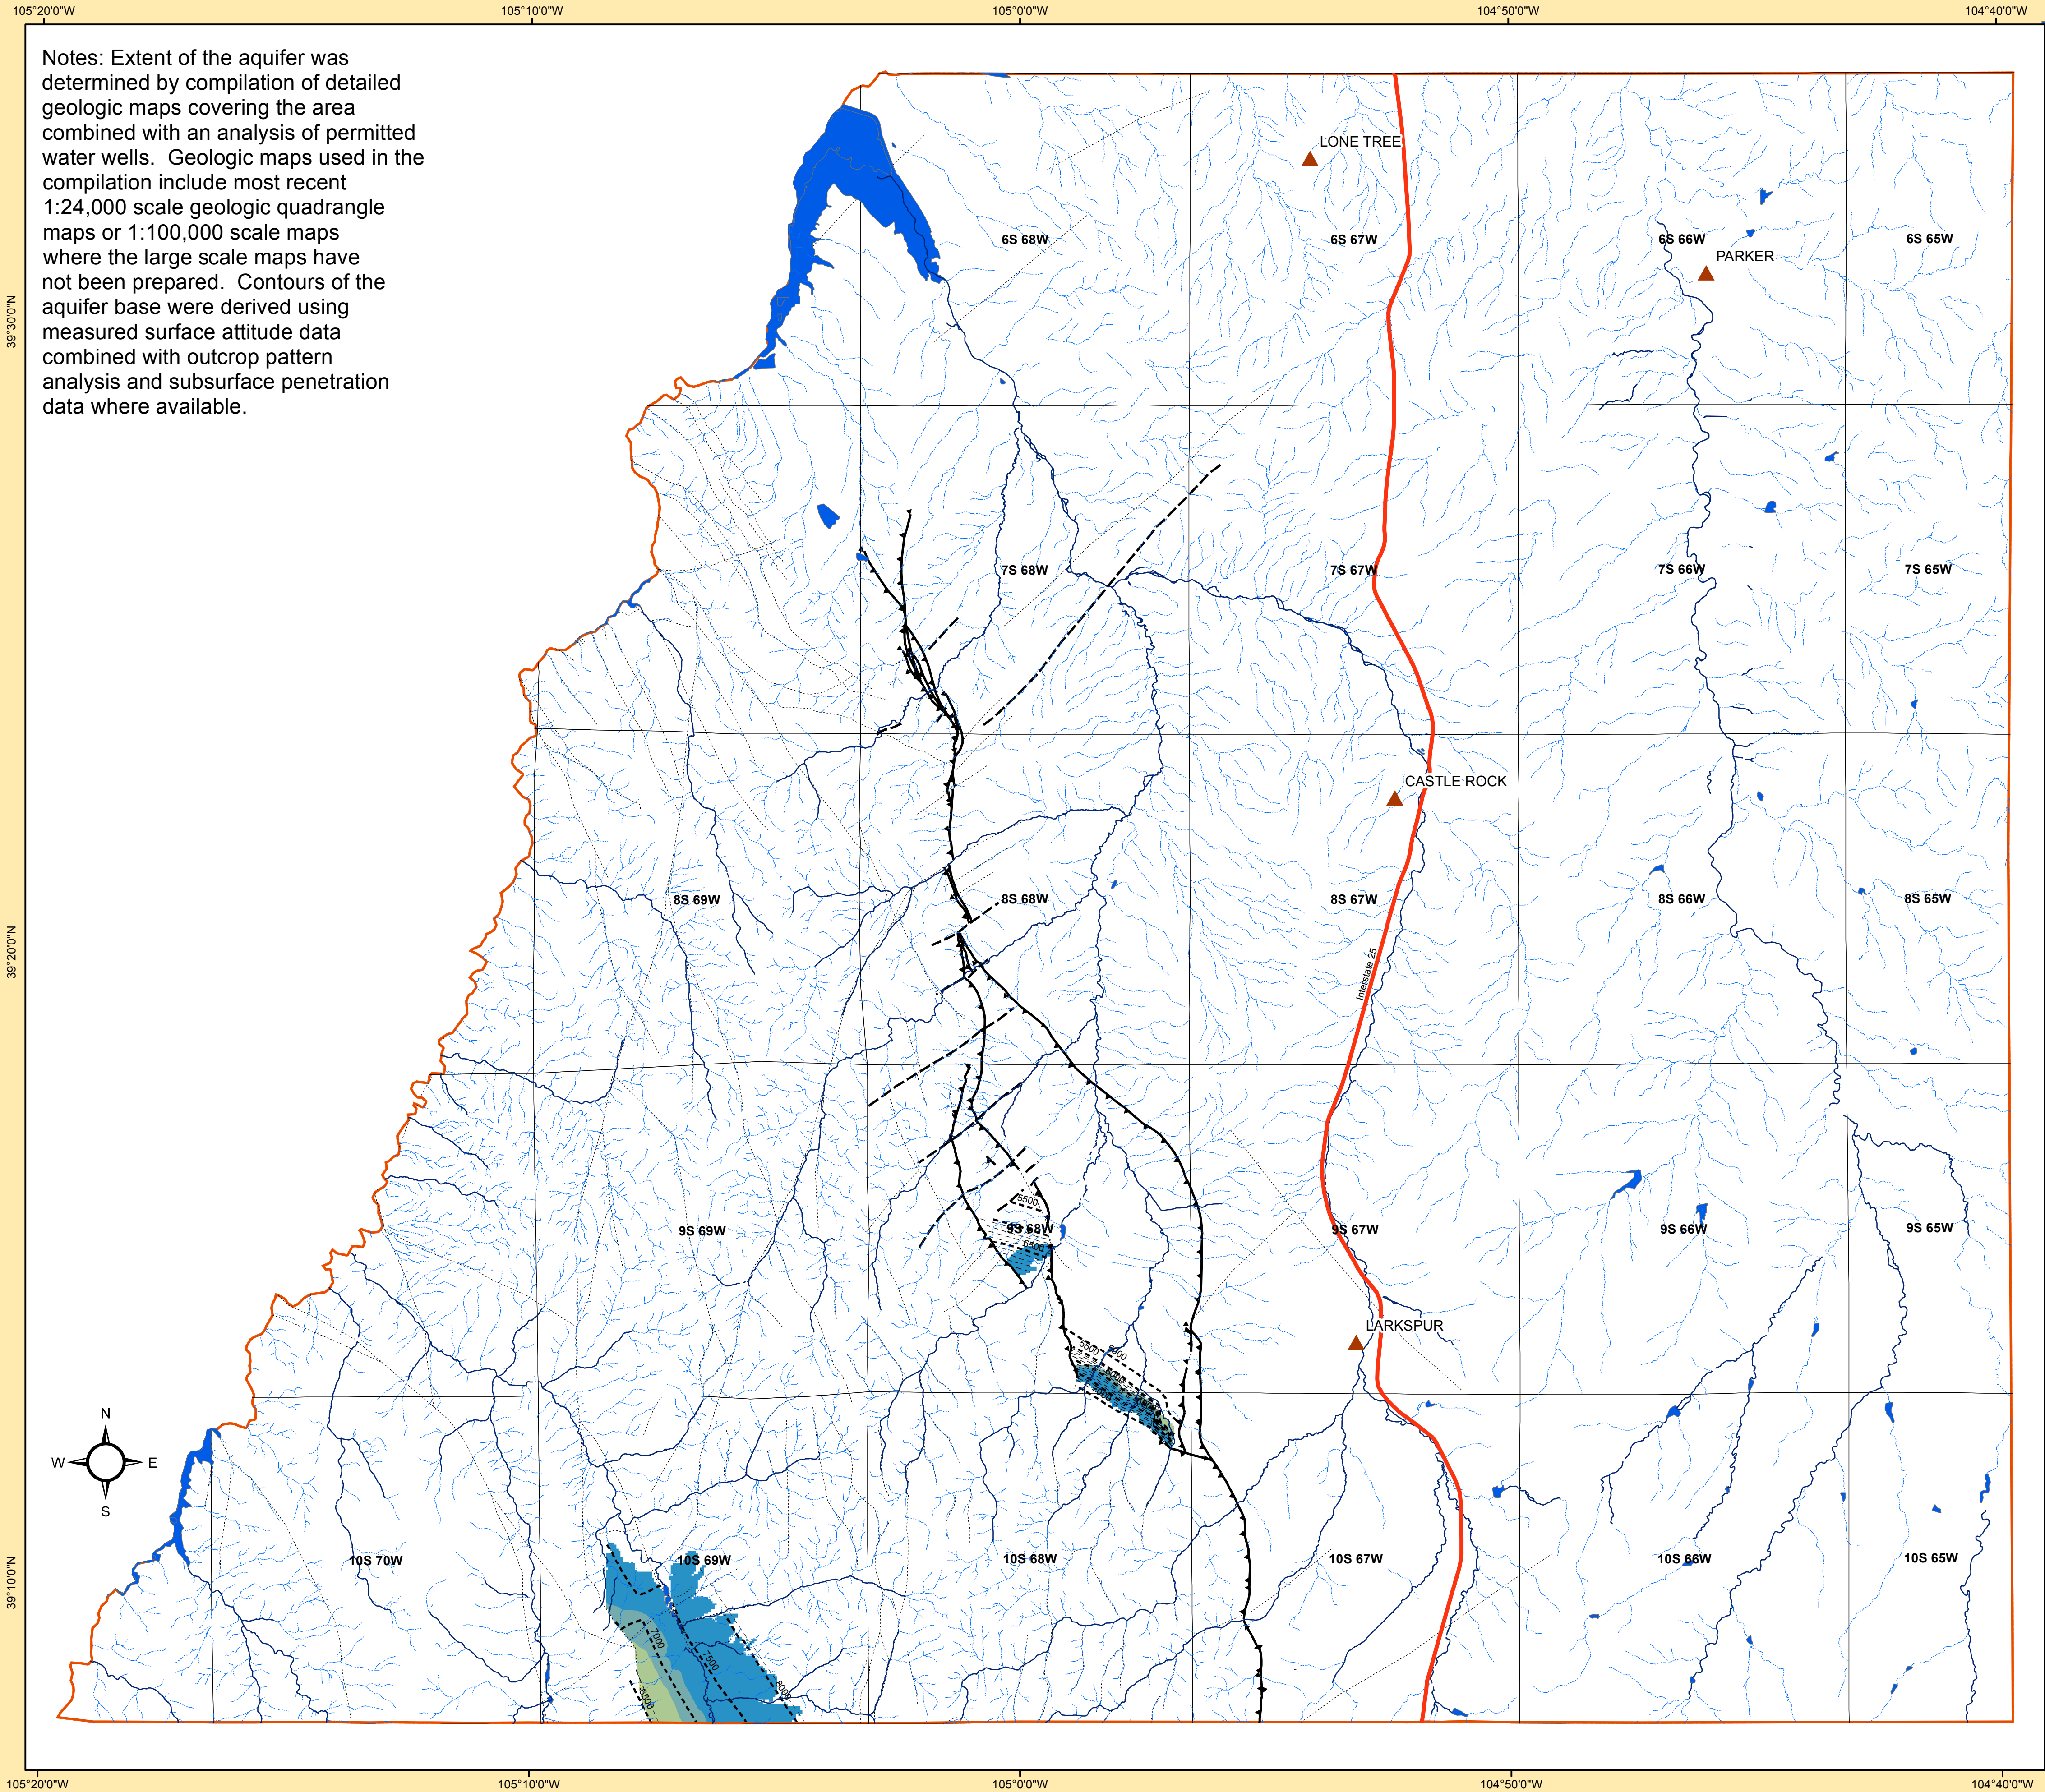 105°20'0"W
105°10'0"W
105°0'0"W
104°50'0"W
104°40'0"W
Notes: Extent of the aquifer was
determined by compilation of detailed
geologic maps covering the area
combined with an analysis of permitted
water wells.  Geologic maps used in the
compilation include most recent
1:24,000 scale geologic quadrangle
maps or 1:100,000 scale maps
where the large scale maps have
not been prepared.  Contours of the
aquifer base were derived using
measured surface attitude data
combined with outcrop pattern
analysis and subsurface penetration
data where available.
LONE TREE
6S 68W
6S 67W
6S 66W
6S 65W
PARKER
39°30'0"N
7S 68W
7S 67W
7S 66W
7S 65W
CASTLE ROCK
8S 69W
8S 68W
8S 67W
8S 66W
8S 65W
39°20'0"N
Interstate 25
5500
9S 69W
9S 68W
9S 67W
9S 66W
9S 65W
6500
LARKSPUR
5500
N
W
E
S
10S 70W
10S 69W
10S 68W
10S 67W
10S 66W
10S 65W
39°10'0"N
7000
7500
8000
6500
105°20'0"W
105°10'0"W
105°0'0"W
104°50'0"W
104°40'0"W